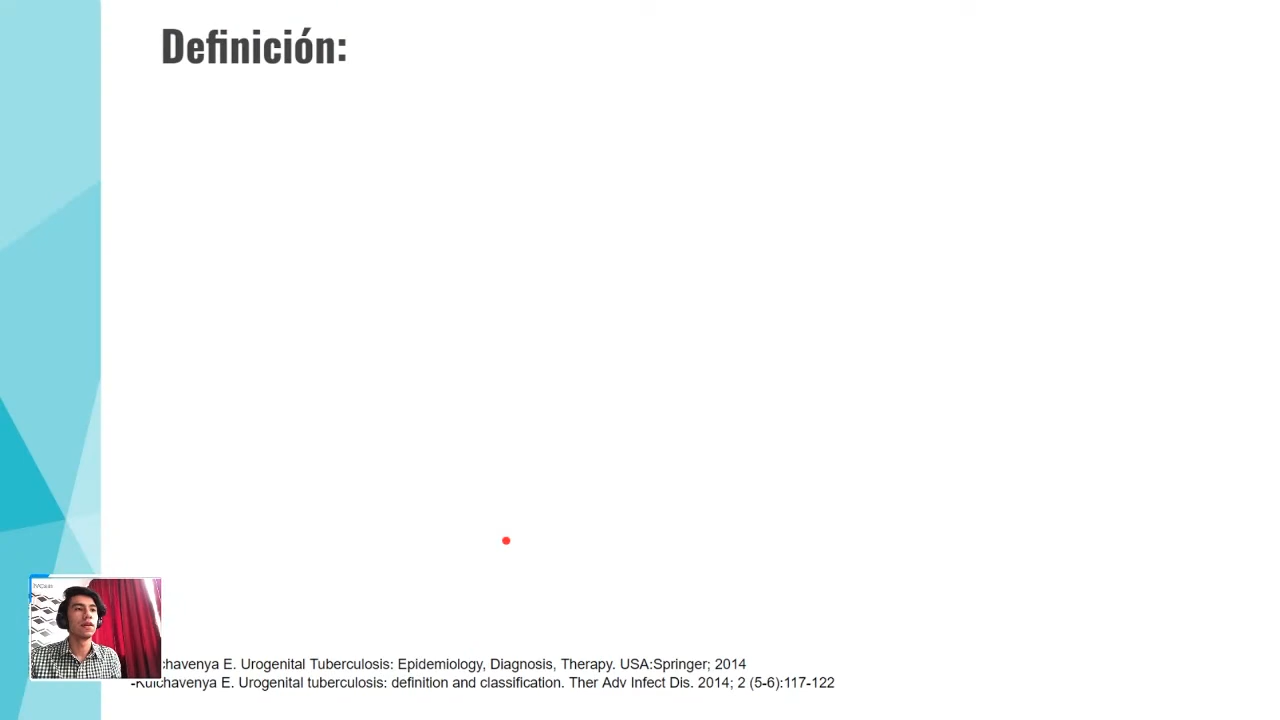 Definición:
chavenya E. Urogenital Tuberculosis: Epidemiology, Diagnosis, Therapy. USA:Springer; 2014
-Kulchavenya E. Urogenital tuberculosis: definition and classification. Ther Adv Infect Dis. 2014; 2 (5-6):117-122